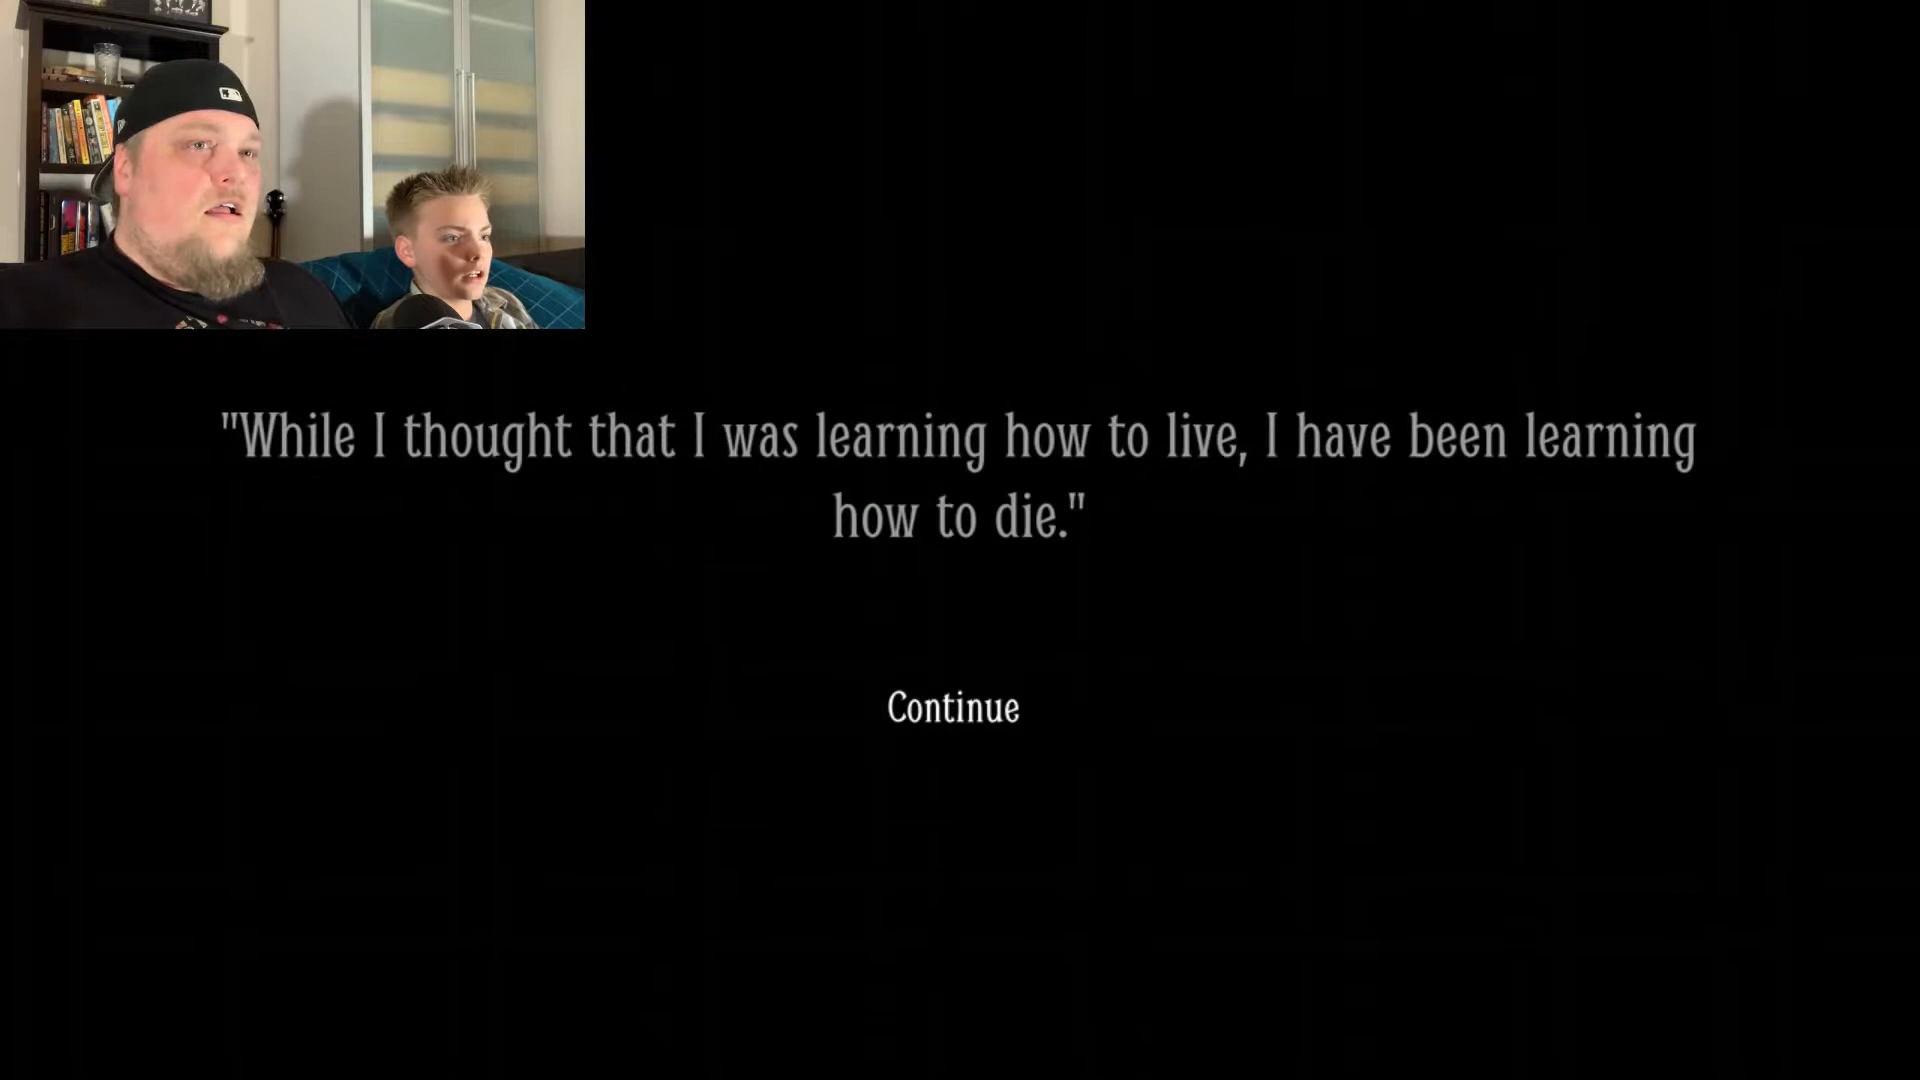 "While I thought that I was learning how to live, I have been learning
how to die."
Continue